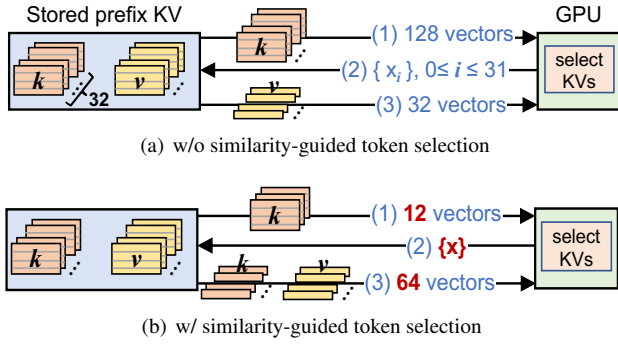 Stored prefix KV
GPU
k
v
32
(1) 128 vectors
(2) { xᵢ }, 0≤ i ≤ 31
(3) 32 vectors
v
k
select
KVs
(a) w/o similarity-guided token selection
k
v
k
(1) 12 vectors
(2) {x}
k
v
(3) 64 vectors
select
KVs
(b) w/ similarity-guided token selection